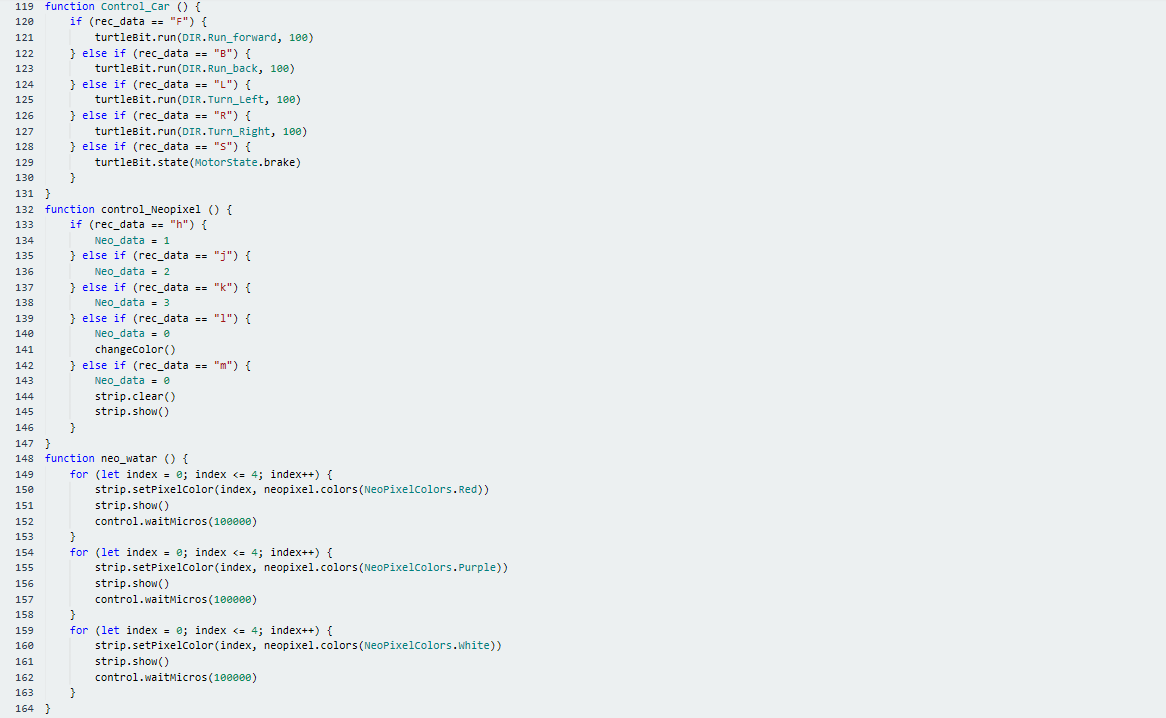 119 function Control_Car () {
120     if (rec_data == "F") {
121         turtleBit.run(DIR.Run_forward, 100)
122     } else if (rec_data == "B") {
123         turtleBit.run(DIR.Run_back, 100)
124     } else if (rec_data == "L") {
125         turtleBit.run(DIR.Turn_Left, 100)
126     } else if (rec_data == "R") {
127         turtleBit.run(DIR.Turn_Right, 100)
128     } else if (rec_data == "S") {
129         turtleBit.state(MotorState.brake)
130     }
131 }
132 function control_Neopixel () {
133     if (rec_data == "h") {
134         Neo_data = 1
135     } else if (rec_data == "j") {
136         Neo_data = 2
137     } else if (rec_data == "k") {
138         Neo_data = 3
139     } else if (rec_data == "l") {
140         Neo_data = 0
141         changeColor()
142     } else if (rec_data == "m") {
143         Neo_data = 0
144         strip.clear()
145         strip.show()
146     }
147 }
148 function neo_watar () {
149     for (let index = 0; index <= 4; index++) {
150         strip.setPixelColor(index, neopixel.colors(NeoPixelColors.Red))
151         strip.show()
152         control.waitMicros(100000)
153     }
154     for (let index = 0; index <= 4; index++) {
155         strip.setPixelColor(index, neopixel.colors(NeoPixelColors.Purple))
156         strip.show()
157         control.waitMicros(100000)
158     }
159     for (let index = 0; index <= 4; index++) {
160         strip.setPixelColor(index, neopixel.colors(NeoPixelColors.White))
161         strip.show()
162         control.waitMicros(100000)
163     }
164 }